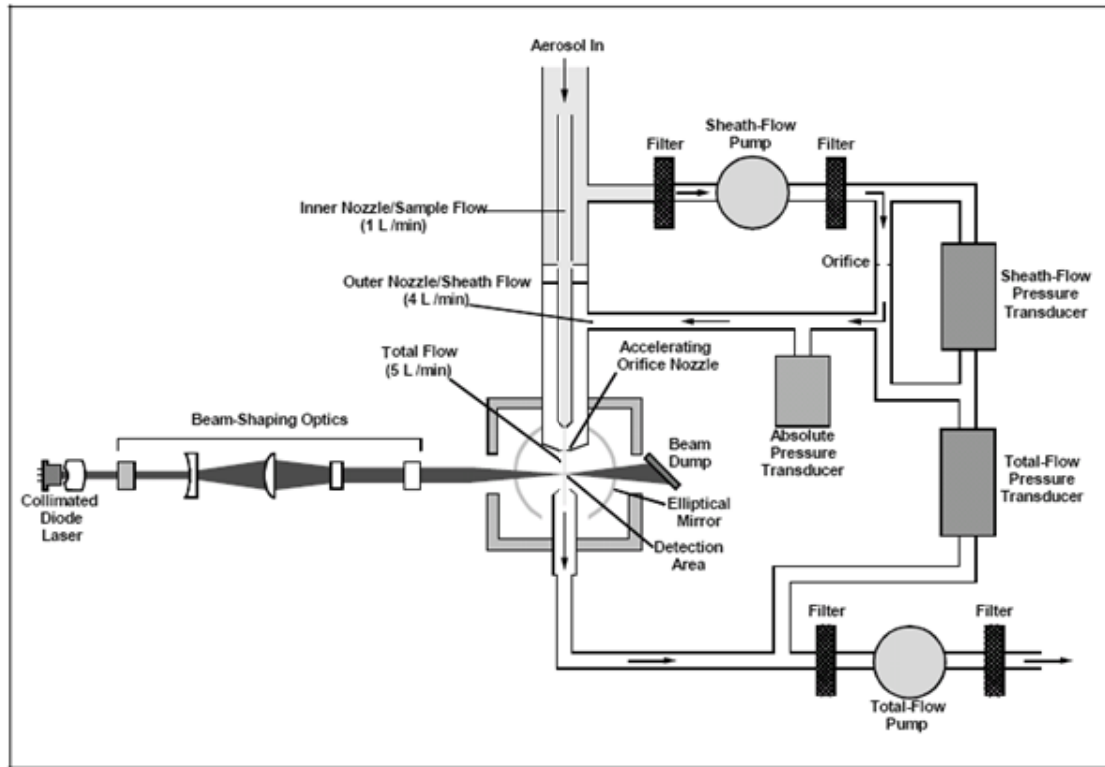 Aerosol In
Sheath-Flow
Pump
Filter
Filter
Inner Nozzle/Sample Flow
(1 L /min)
Orifice
Outer Nozzle/Sheath Flow
(4 L /min)
Sheath-Flow
Pressure
Transducer
Total Flow
(5 L /min)
Accelerating
Orifice Nozzle
Beam-Shaping Optics
Absolute
Pressure
Transducer
Beam
Dump
Total-Flow
Pressure
Transducer
Collimated
Diode
Laser
Elliptical
Mirror
Detection
Area
Filter
Filter
Total-Flow
Pump